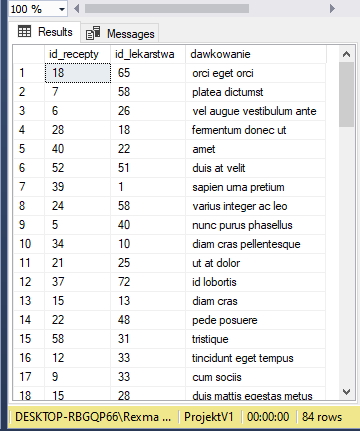 100 %
Results Messages
id_recepty id_lekarstwa dawkowanie
1 18 65 orci eget orci
2 7 58 platea dictumst
3 6 26 vel augue vestibulum ante
4 28 18 fermentum donec ut
5 40 22 amet
6 52 51 duis at velit
7 39 1 sapien urna pretium
8 24 58 varius integer ac leo
9 5 40 nunc purus phasellus
10 34 10 diam cras pellentesque
11 21 25 ut at dolor
12 37 72 id lobortis
13 15 13 diam cras
14 22 48 pede posuere
15 58 31 tristique
16 12 33 tincidunt eget tempus
17 9 33 cum sociis
18 15 28 duis mattis egestas metus
DESKTOP-RBGQP66\Rexma ... ProjektV1 00:00:00 84 rows